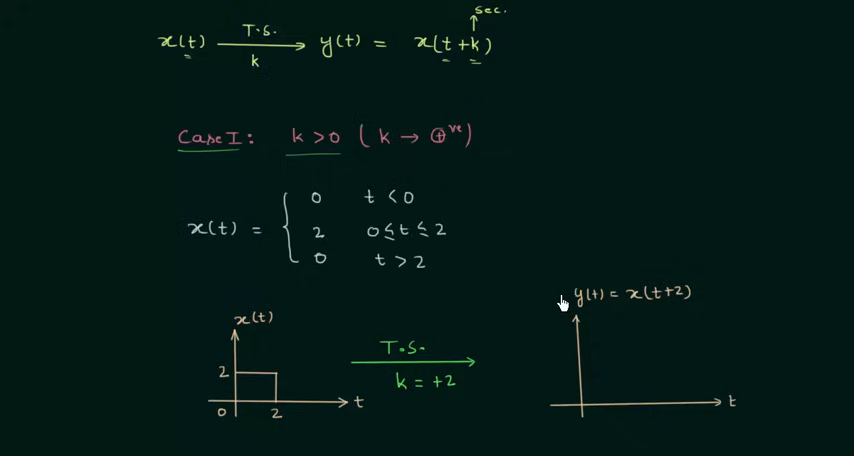 sec.
x(t) T.S. k y(t) = x(t+k)
Case I: k>0 (k → ⊕ve)
0 t<0
x(t) = 2 0≤t≤2
0 t>2
y(t) = x(t+2)
x(t)
T.S.
2
k = +2
t
t
0 2